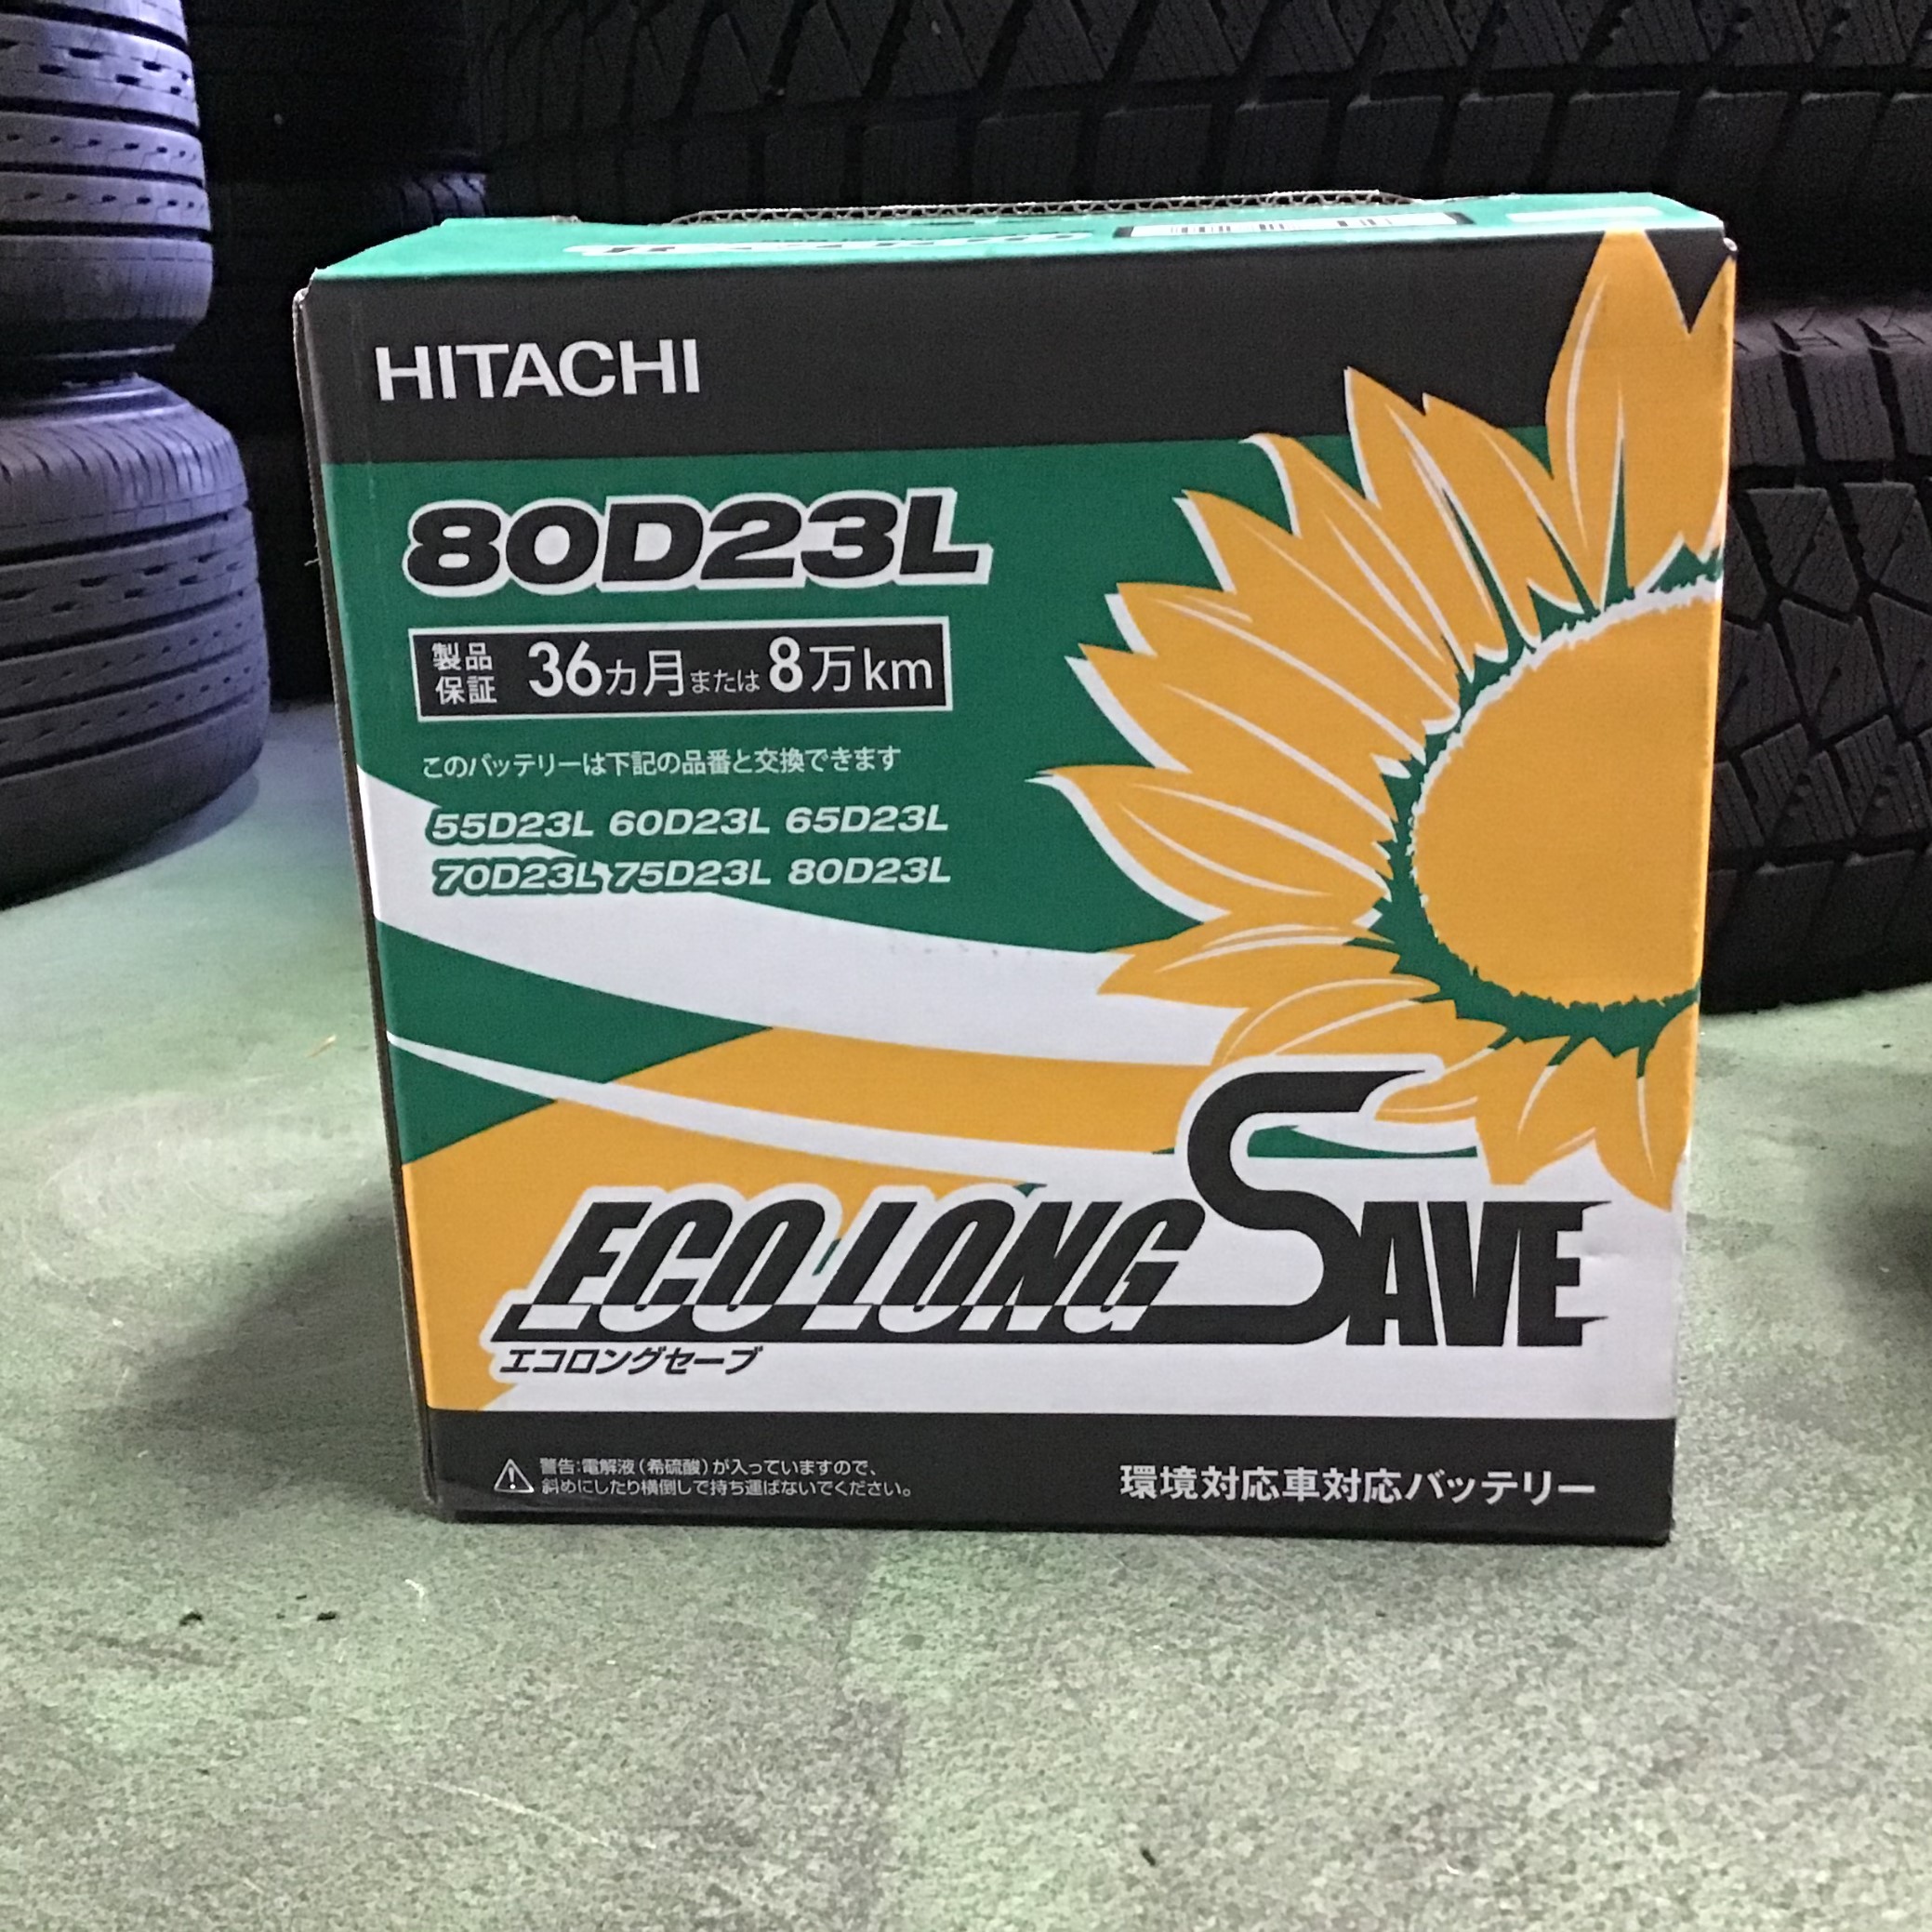 HITACHI
80D23L
製品保証 36ヵ月または8万km
このバッテリーは下記の品番と交換できます
55D23L 60D23L 65D23L
70D23L 75D23L 80D23L
ECO LONG SAVE
エコロングセーブ
警告:電解液(希硫酸)が入っていますので、
斜めにしたり横倒しで持ち運ばないでください。
環境対応車対応バッテリー